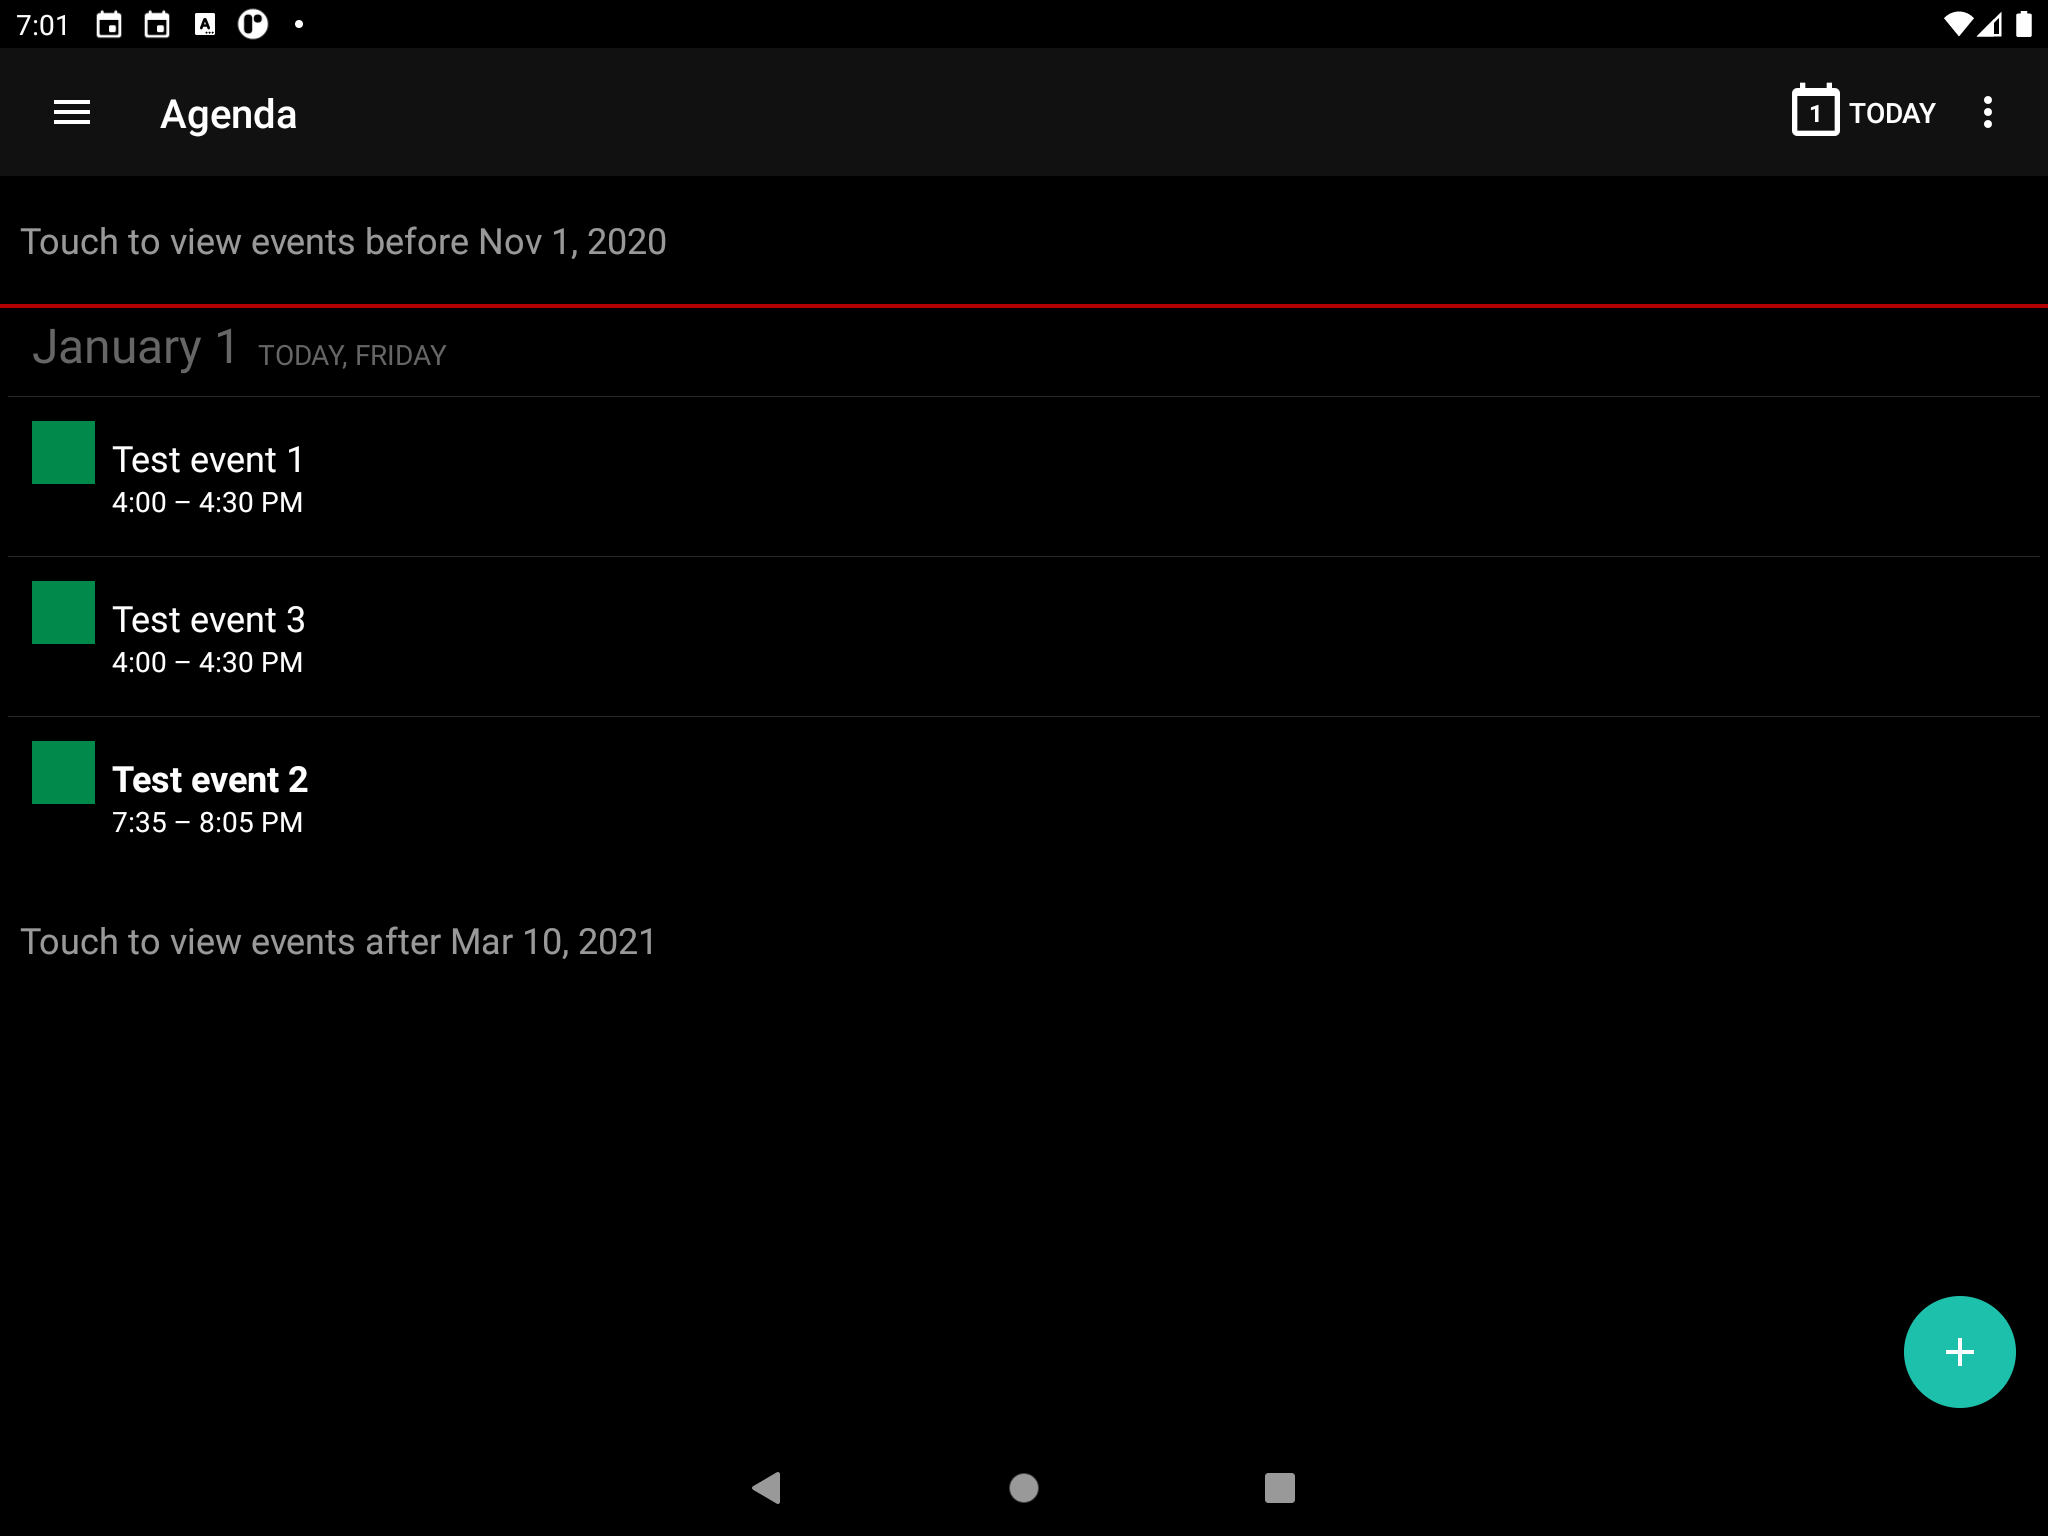 7:01
Agenda
1 TODAY
Touch to view events before Nov 1, 2020
January 1 TODAY, FRIDAY
Test event 1
4:00 – 4:30 PM
Test event 3
4:00 – 4:30 PM
Test event 2
7:35 – 8:05 PM
Touch to view events after Mar 10, 2021